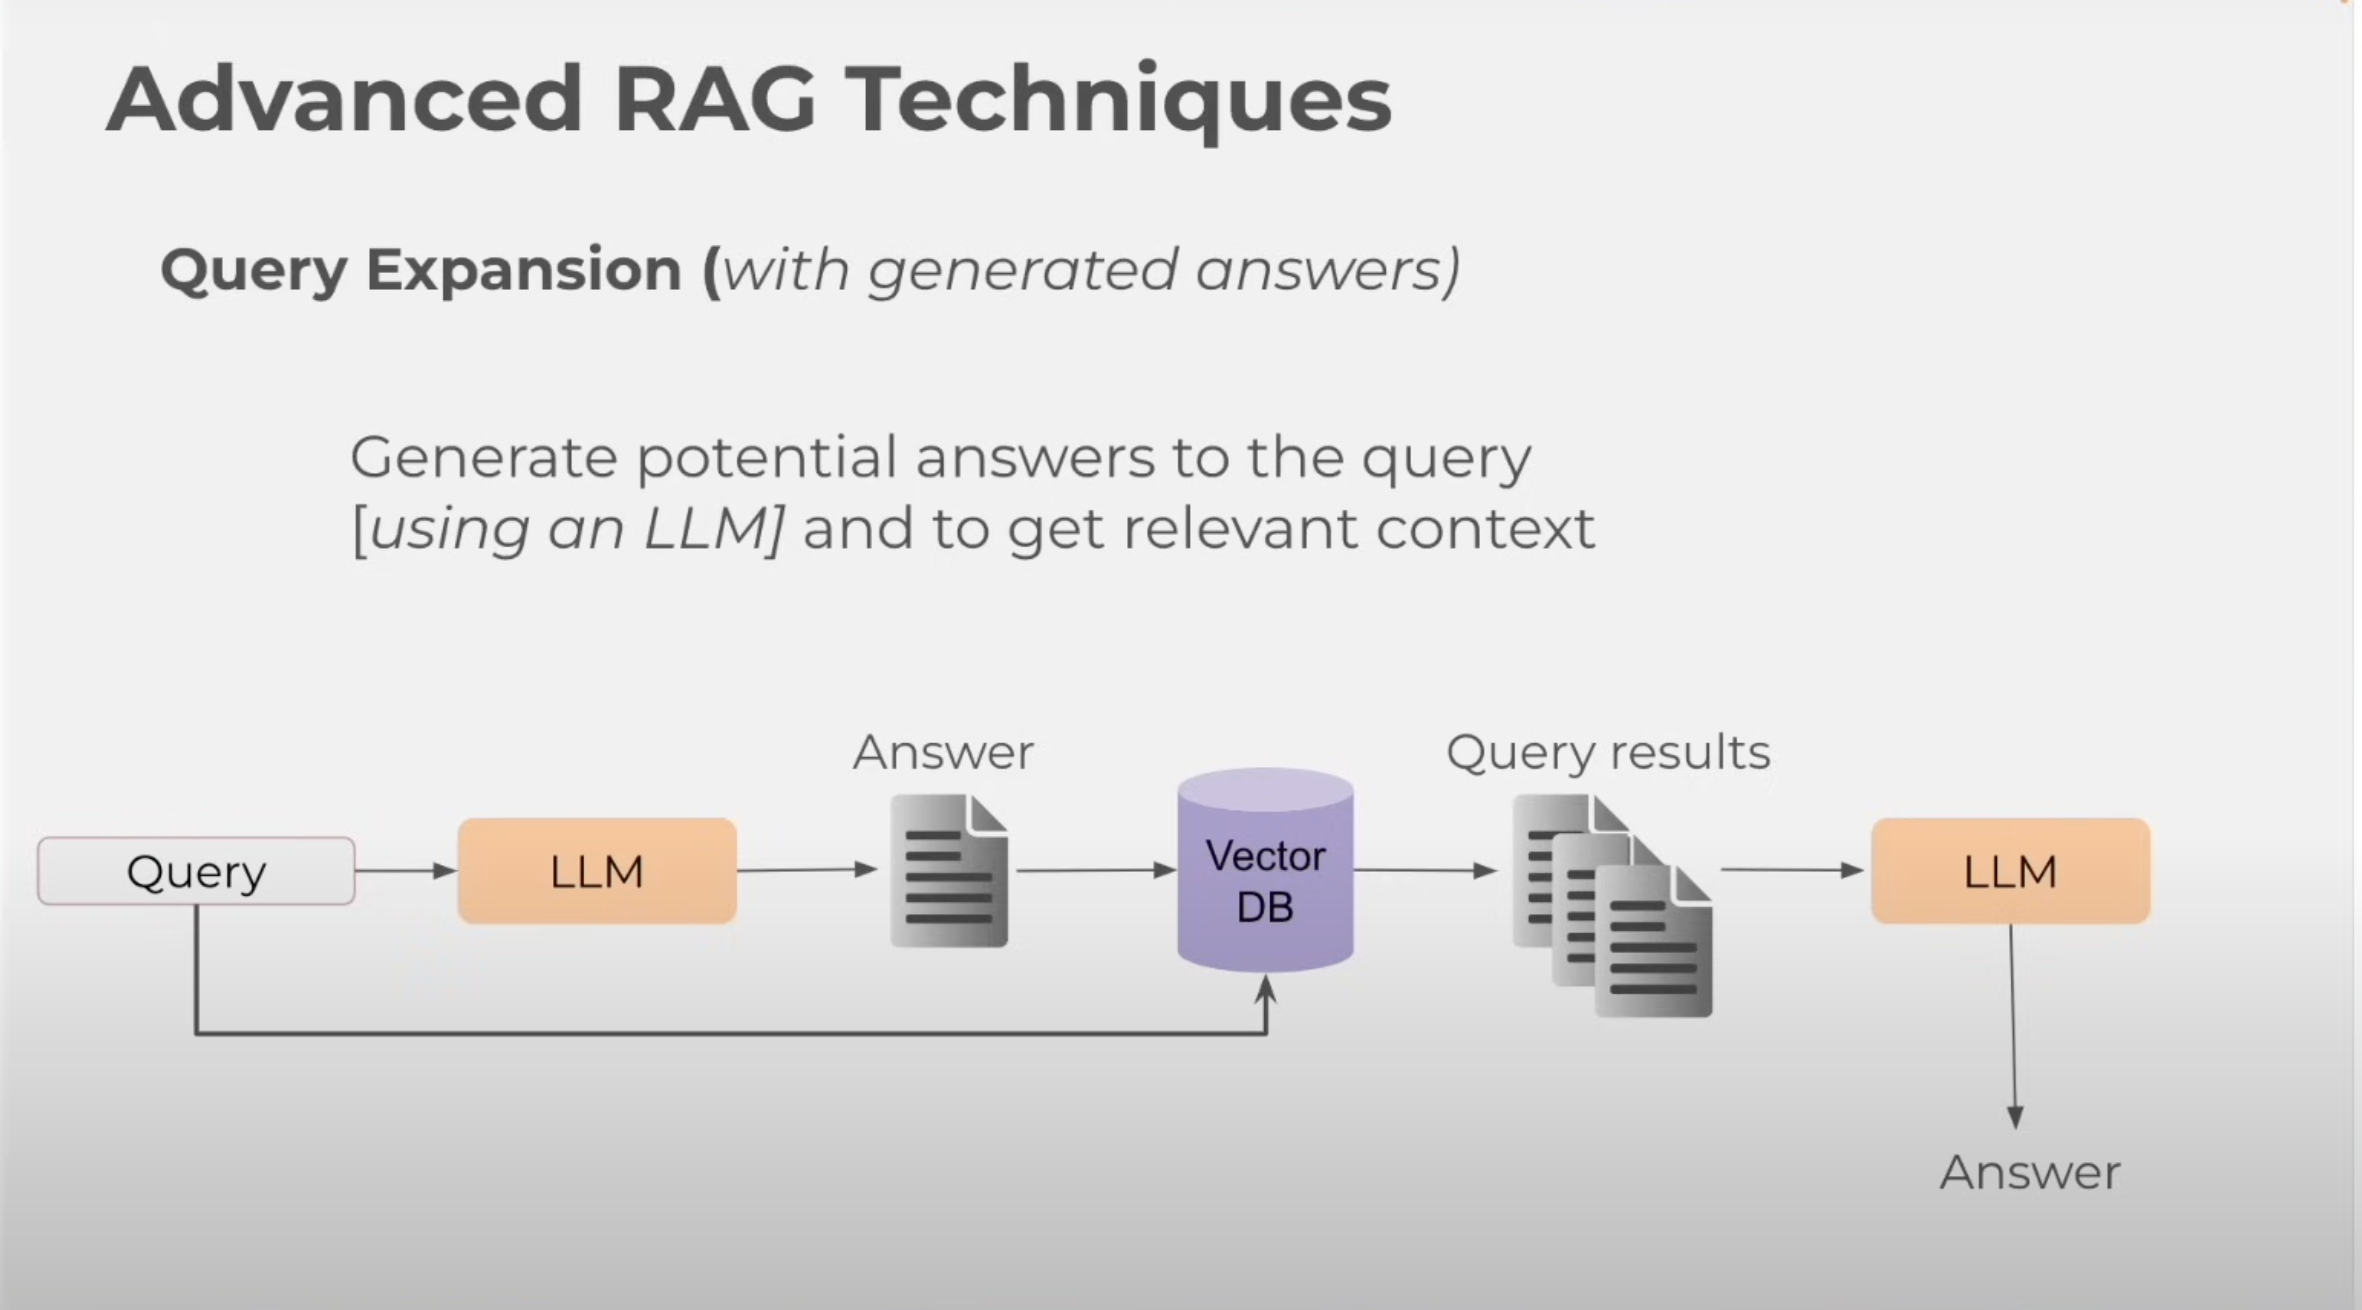 Advanced RAG Techniques
Query Expansion (with generated answers)
Generate potential answers to the query
[using an LLM] and to get relevant context
Answer
Query results
Query
LLM
Vector
DB
LLM
Answer